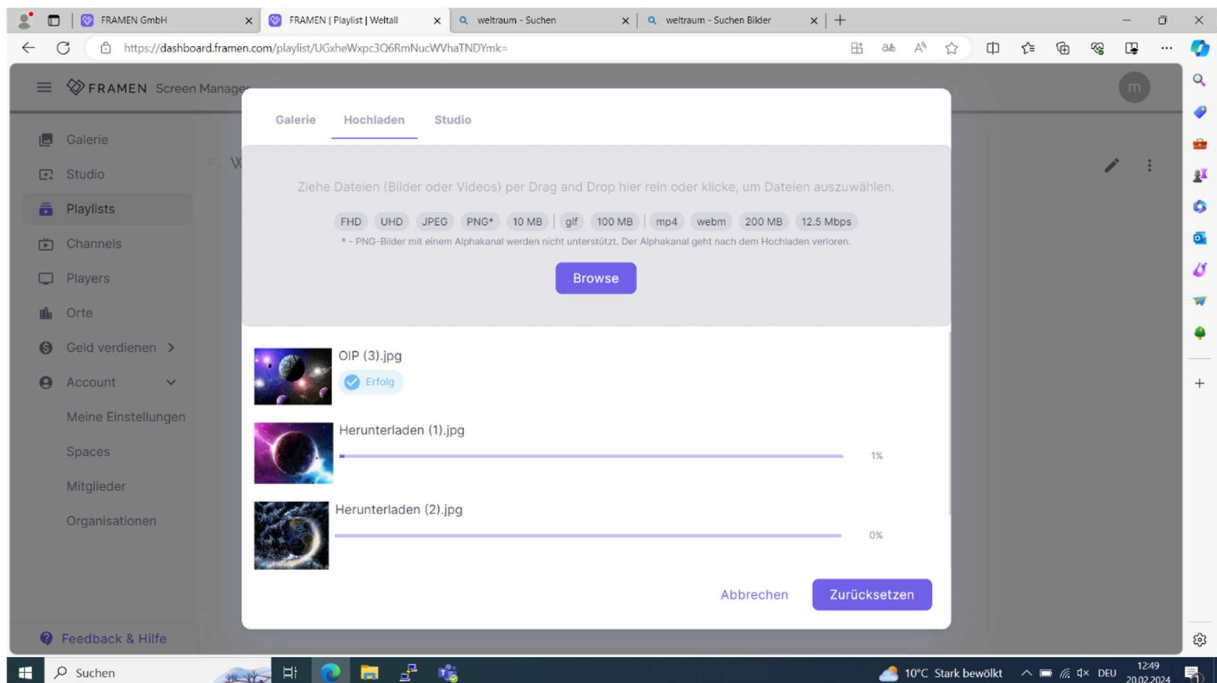 FRAMEN GmbH
FRAMEN | Playlist | Weltall
weltraum - Suchen
weltraum - Suchen Bilder
https://dashboard.framen.com/playlist/UGxheWxpc3Q6RmNucWVhaTNDYmk=
FRAMEN Screen Manager
m
Galerie
Studio
Playlists
Channels
Players
Orte
Geld verdienen
Account
Meine Einstellungen
Spaces
Mitglieder
Organisationen
Feedback & Hilfe
Galerie Hochladen Studio
Ziehe Dateien (Bilder oder Videos) per Drag and Drop hier rein oder klicke, um Dateien auszuwählen.
FHD UHD JPEG PNG* 10 MB gif 100 MB mp4 webm 200 MB 12.5 Mbps
* - PNG-Bilder mit einem Alphakanal werden nicht unterstützt. Der Alphakanal geht nach dem Hochladen verloren.
Browse
OIP (3).jpg
Erfolg
Herunterladen (1).jpg
1%
Herunterladen (2).jpg
0%
Abbrechen Zurücksetzen
Suchen
10°C Stark bewölkt
DEU
12:49
20.02.2024